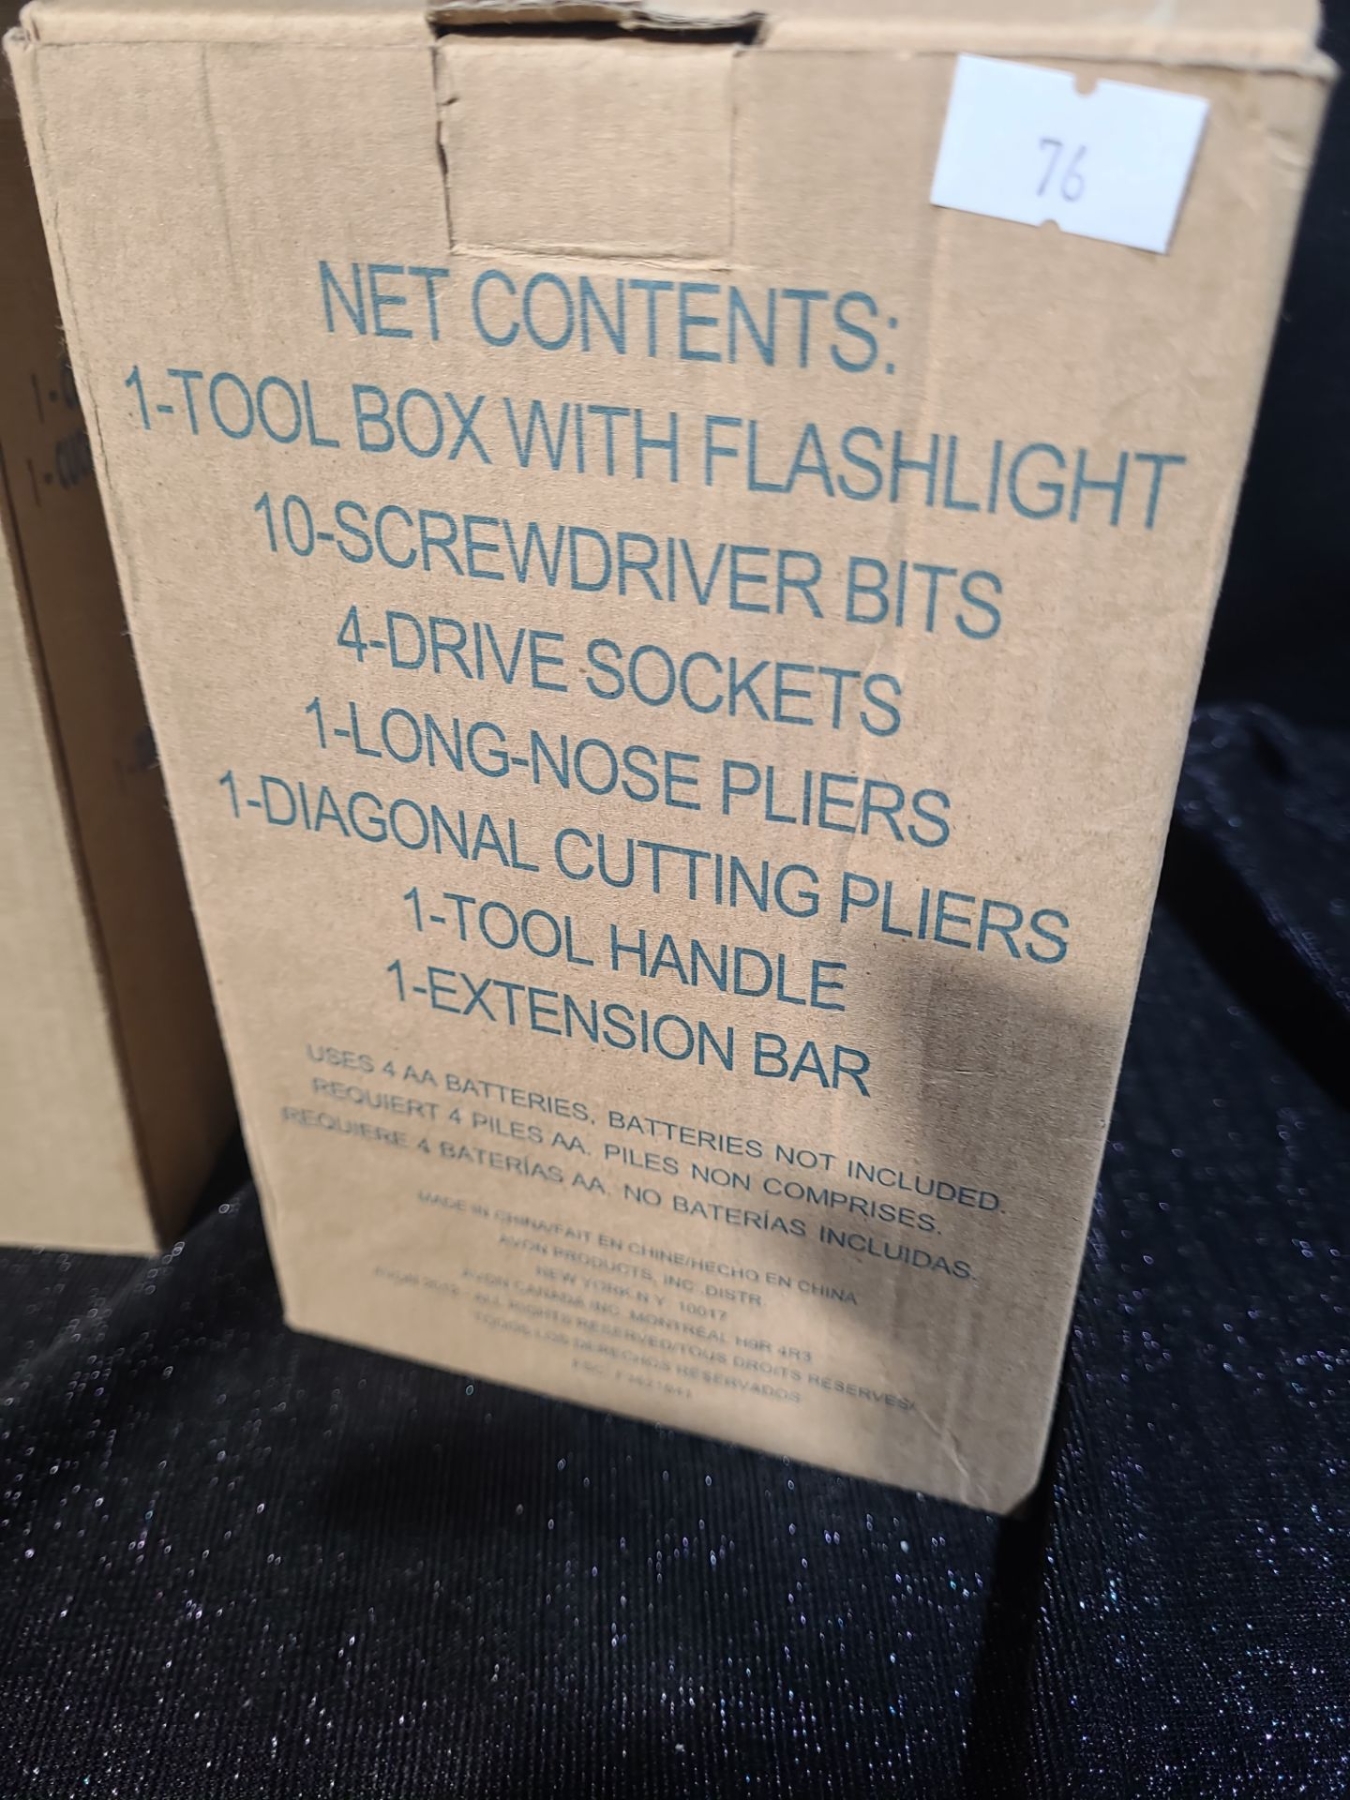 76
NET CONTENTS:
1-TOOL BOX WITH FLASHLIGHT
10-SCREWDRIVER BITS
4-DRIVE SOCKETS
1-LONG-NOSE PLIERS
1-DIAGONAL CUTTING PLIERS
1-TOOL HANDLE
1-EXTENSION BAR
USES 4 AA BATTERIES, BATTERIES NOT INCLUDED.
REQUIERT 4 PILES AA. PILES NON COMPRISES.
REQUIERE 4 BATERÍAS AA. NO BATERÍAS INCLUIDAS.
MADE IN CHINA/FAIT EN CHINE/HECHO EN CHINA
AVON PRODUCTS, INC. DISTR.
NEW YORK N Y 10017
AVON CANADA INC. MONTRÉAL H9R 4R3
ALL RIGHTS RESERVED/TOUS DROITS RÉSERVÉS/
TODOS LOS DERECHOS RESERVADOS